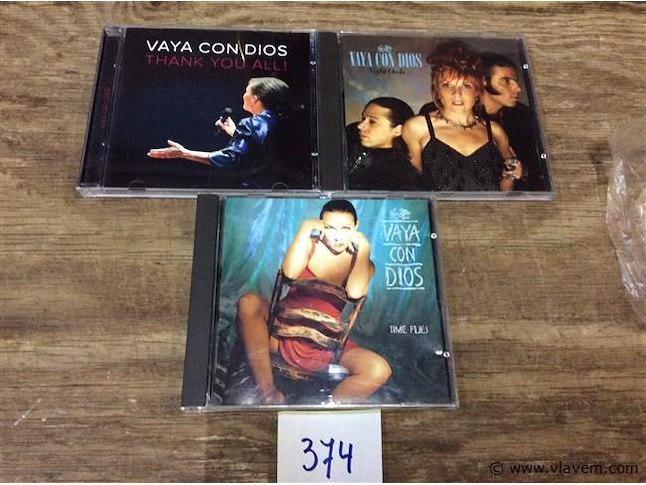 VAYA CON DIOS
THANK YOU ALL!
VAYA CON DIOS
Night Owls
VAYA
CON
DIOS
TIME FLIES
374
© www.vlavem.com